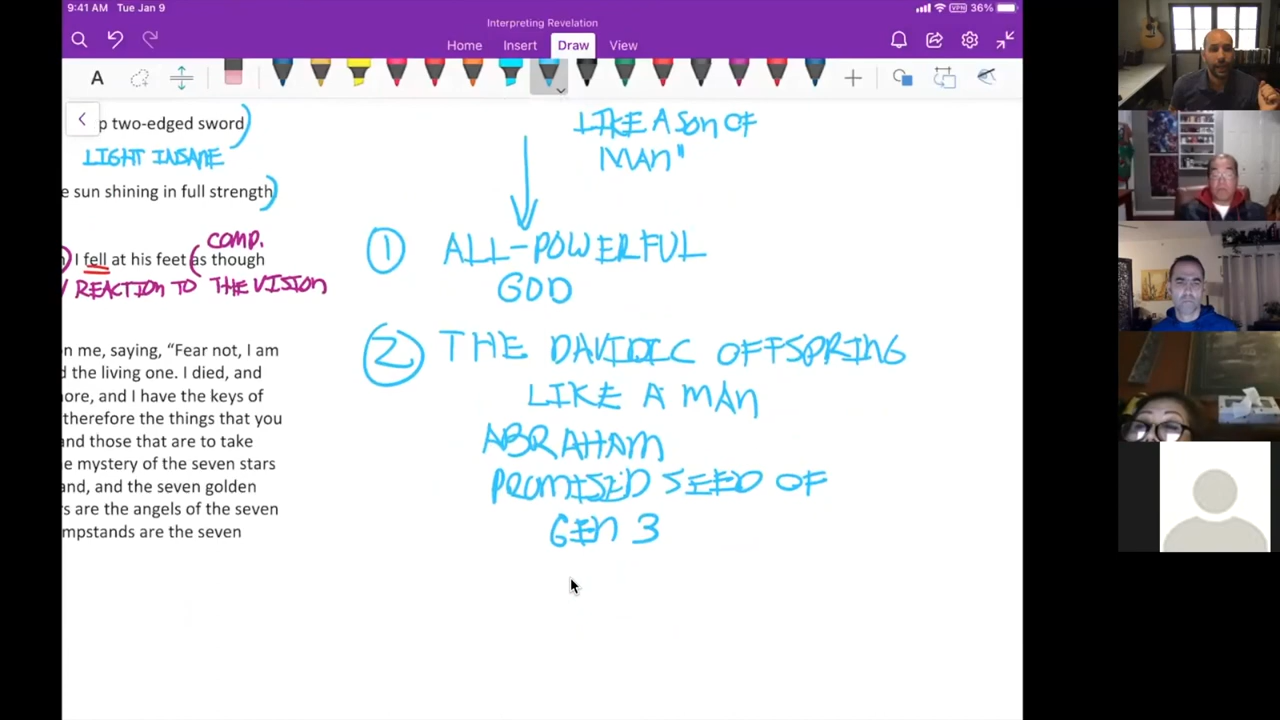 9:41 AM Tue Jan 9
VPN 36%
Interpreting Revelation
Home Insert Draw View
A
p two-edged sword)
LIGHT INSANE
e sun shining in full strength)
COMP.
I fell at his feet (as though
REACTION TO THE VISION
n me, saying, “Fear not, I am
d the living one. I died, and
ore, and I have the keys of
therefore the things that you
and those that are to take
e mystery of the seven stars
and, and the seven golden
s are the angels of the seven
mpstands are the seven
LIKE A SON OF
MAN"
1 ALL-POWERFUL
GOD
2 THE DAVIDIC OFFSPRING
LIKE A MAN
ABRAHAM
PROMISED SEED OF
GEN 3